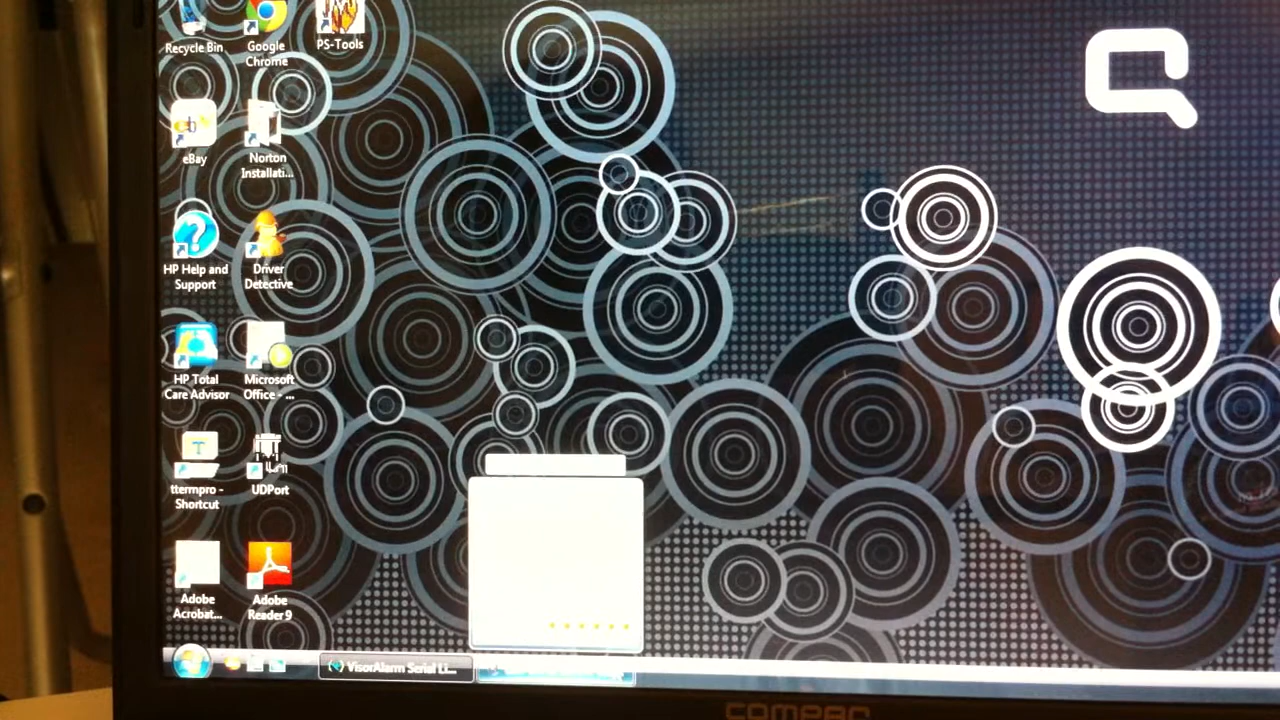 Recycle Bin
Google
Chrome
PS-Tools
eBay
Norton
Installati...
HP Help and
Support
Driver
Detective
HP Total
Care Advisor
Microsoft
Office - ...
ttermpro -
Shortcut
UDPort
Adobe
Acrobat...
Adobe
Reader 9
VisorAlarm Serial Li...
COMPAQ